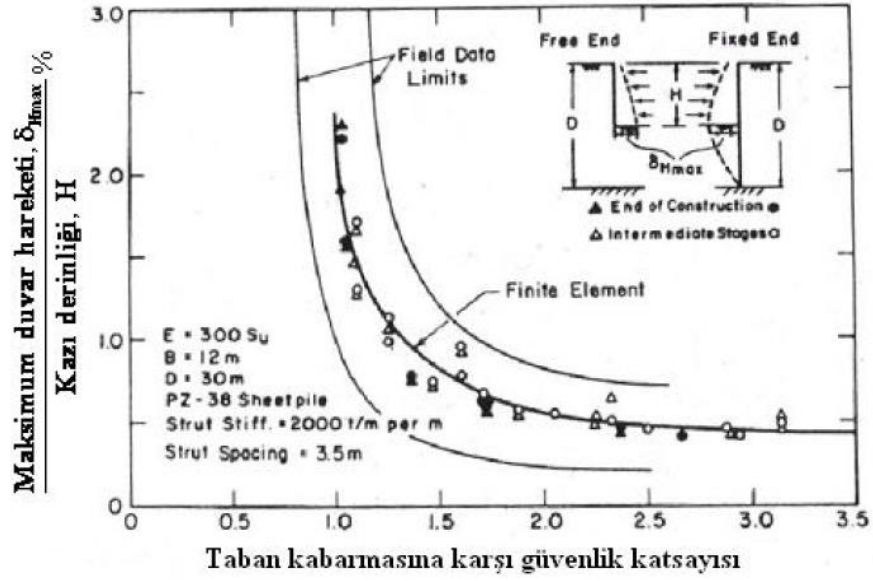 Maksimum duvar hareketi, δHmax %
Kazı derinliği, H
3.0
2.0
1.0
0
Field Data
Limits
Free End
Fixed End
D
H
D
δHmax
▲ End of Construction ●
△ Intermediate Stages ○
Finite Element
E = 300 Su
B = 12 m
D = 30 m
PZ-38 Sheetpile
Strut Stiff. = 2000 t/m per m
Strut Spacing = 3.5 m
0 0.5 1.0 1.5 2.0 2.5 3.0 3.5
Taban kabarmasına karşı güvenlik katsayısı